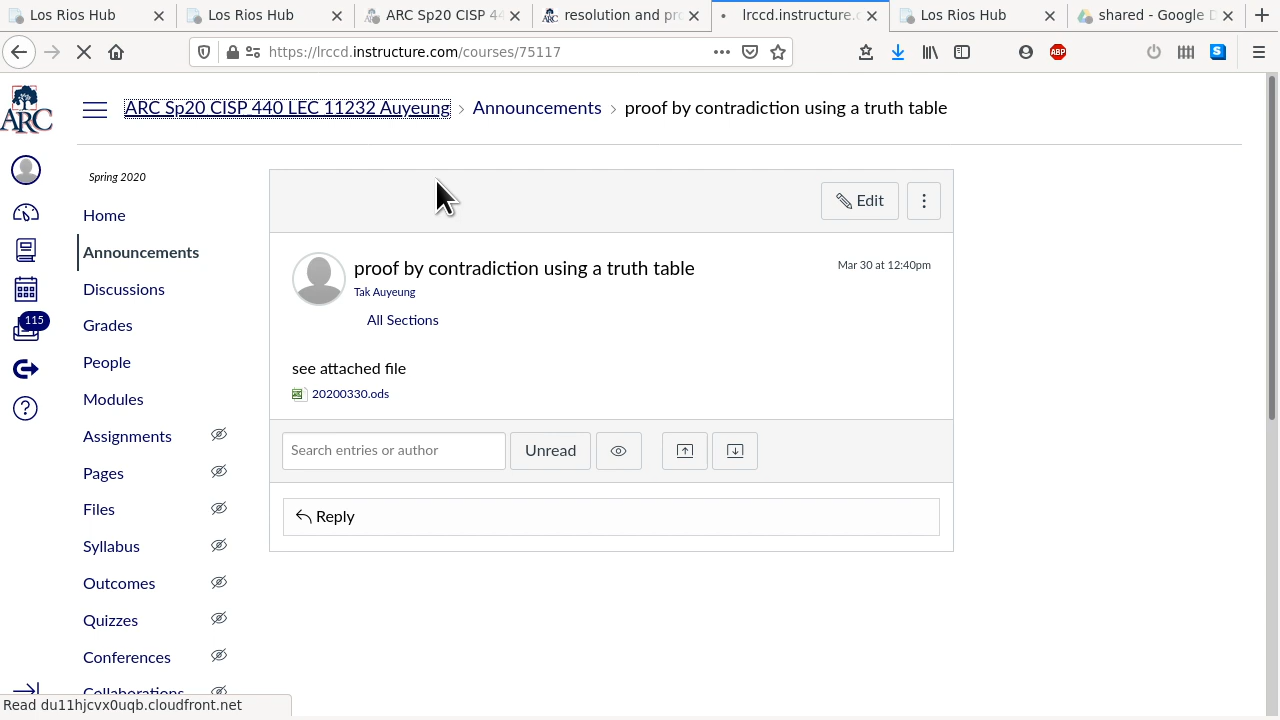 Los Rios Hub
Los Rios Hub
ARC Sp20 CISP 44
resolution and pro
lrccd.instructure.c
Los Rios Hub
shared - Google D
https://lrccd.instructure.com/courses/75117
ABP
S
ARC
ARC Sp20 CISP 440 LEC 11232 Auyeung › Announcements › proof by contradiction using a truth table
Spring 2020
Home
Announcements
Discussions
Grades
115
People
Modules
Assignments
Pages
Files
Syllabus
Outcomes
Quizzes
Conferences
Collaborations
Edit
proof by contradiction using a truth table
Mar 30 at 12:40pm
Tak Auyeung
All Sections
see attached file
20200330.ods
Search entries or author
Unread
Reply
Read du11hjcvx0uqb.cloudfront.net